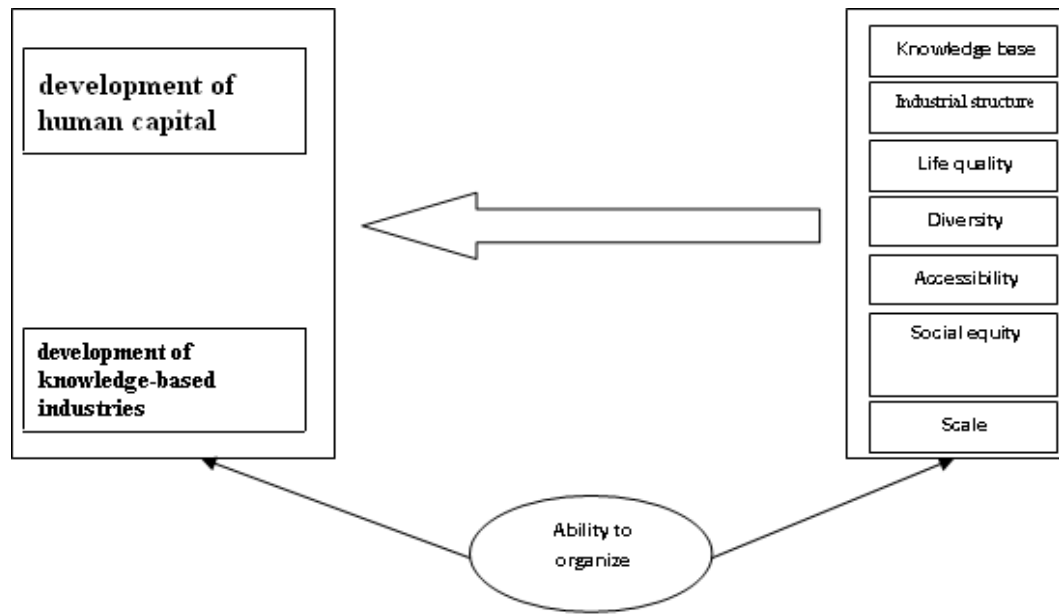 development of
human capital
development of
knowledge-based
industries
Knowledge base
Industrial structure
Life quality
Diversity
Accessibility
Social equity
Scale
Ability to
organize